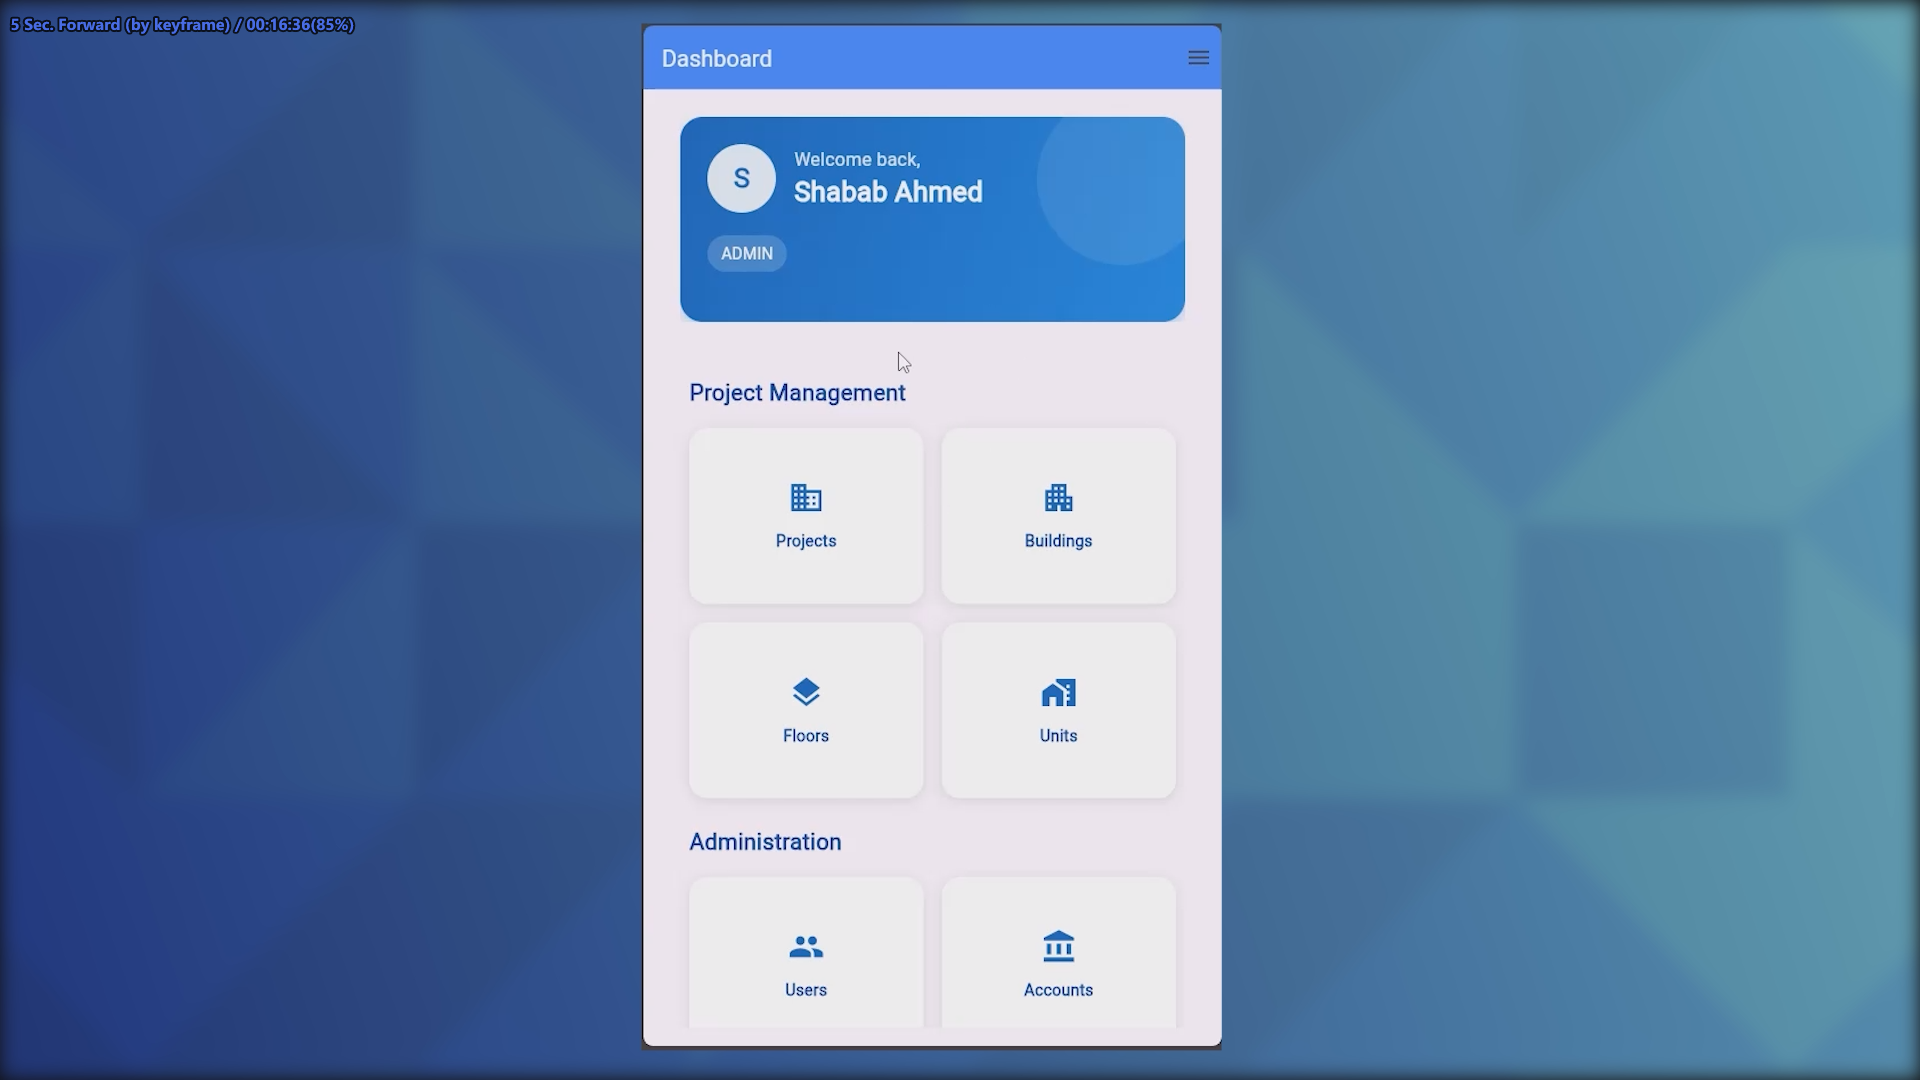 5 Sec. Forward (by keyframe) / 00:16:36(85%)
Dashboard
S
Welcome back,
Shabab Ahmed
ADMIN
Project Management
Projects
Buildings
Floors
Units
Administration
Users
Accounts